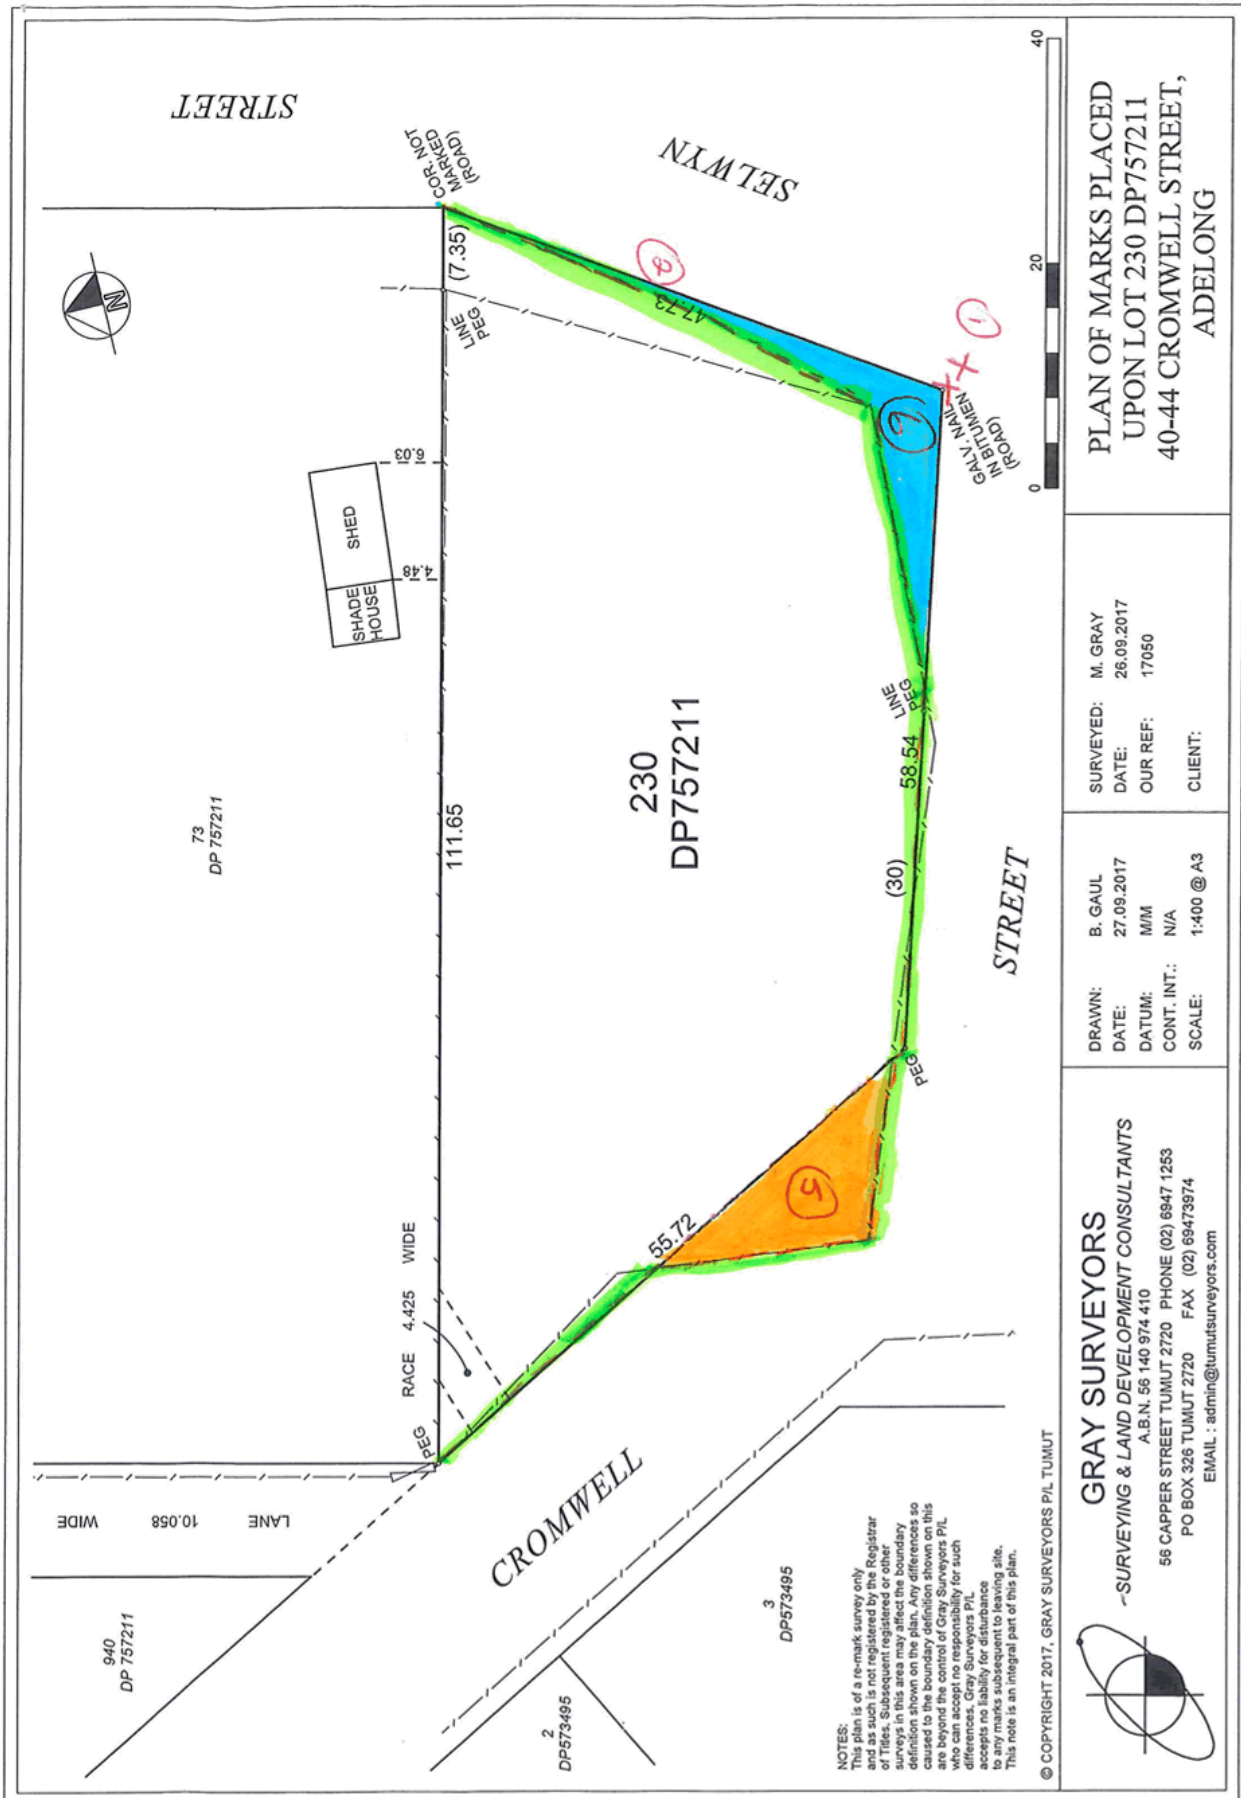 STREET
SELWYN
COR. NOT
MARKED
(ROAD)
(7.35)
LINE
PEG
N
6.03
SHED
4.48
SHADE
HOUSE
47.73
2
1
3
GALV. NAIL
IN BITUMEN
(ROAD)
73
DP 757211
111.65
230
DP757211
LINE
PEG
58.54
(30)
STREET
PEG
5
55.72
RACE 4.425 WIDE
PEG
LANE 10.058 WIDE
CROMWELL
940
DP 757211
2
DP573495
3
DP573495
NOTES:
This plan is of a re-mark survey only
and as such is not registered by the Registrar
of Titles. Subsequent registered or other
surveys in this area may affect the boundary
definition shown on the plan. Any differences so
caused to the boundary definition shown on this
are beyond the control of Gray Surveyors P/L
who can accept no responsibility for such
differences. Gray Surveyors P/L
accepts no liability for disturbance
to any marks subsequent to leaving site.
This note is an integral part of this plan.
© COPYRIGHT 2017, GRAY SURVEYORS P/L TUMUT
0 20 40
GRAY SURVEYORS
~SURVEYING & LAND DEVELOPMENT CONSULTANTS
A.B.N. 56 140 974 410
56 CAPPER STREET TUMUT 2720 PHONE (02) 6947 1253
PO BOX 326 TUMUT 2720 FAX (02) 69473974
EMAIL : admin@tumutsurveyors.com
DRAWN: B. GAUL
DATE: 27.09.2017
DATUM: M/M
CONT. INT.: N/A
SCALE: 1:400 @ A3
SURVEYED: M. GRAY
DATE: 26.09.2017
OUR REF: 17050
CLIENT:
PLAN OF MARKS PLACED
UPON LOT 230 DP757211
40-44 CROMWELL STREET,
ADELONG